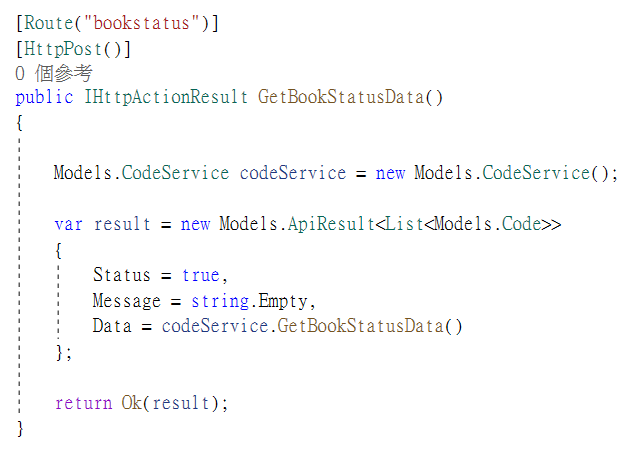 [Route("bookstatus")]
[HttpPost()]
0 個參考
public IHttpActionResult GetBookStatusData()
{
Models.CodeService codeService = new Models.CodeService();
var result = new Models.ApiResult<List<Models.Code>>
{
Status = true,
Message = string.Empty,
Data = codeService.GetBookStatusData()
};
return Ok(result);
}